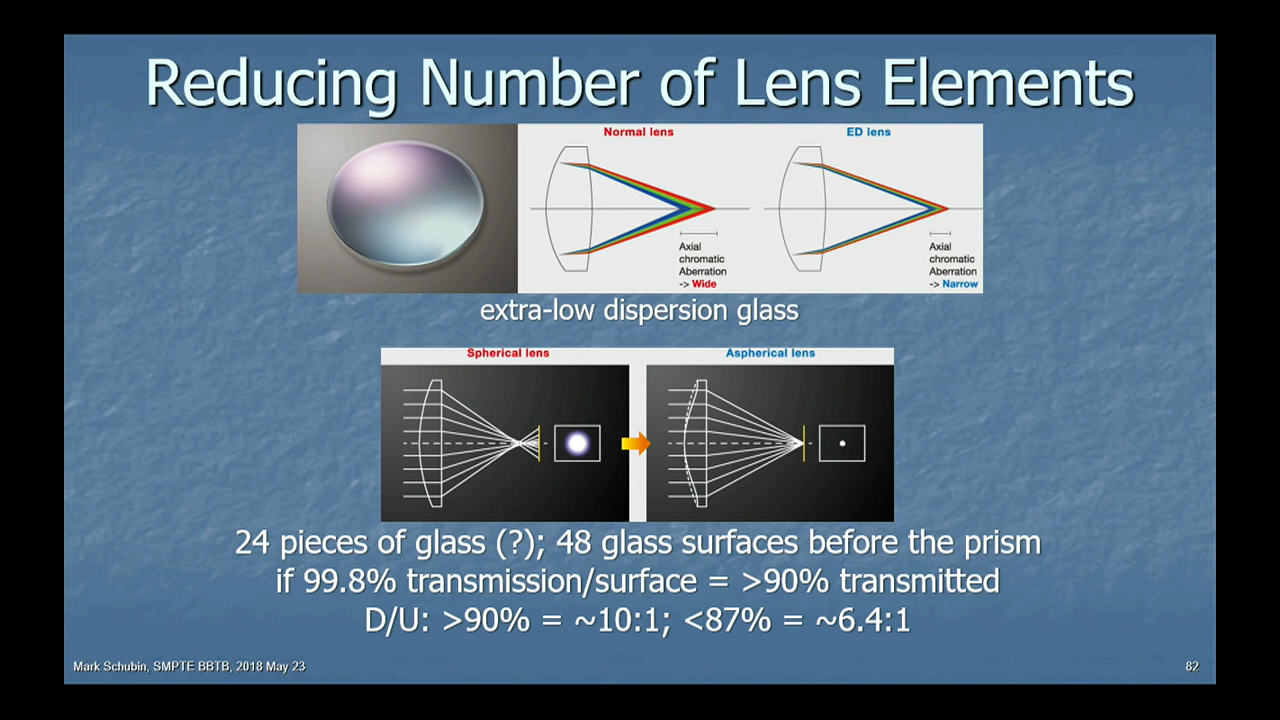 Reducing Number of Lens Elements
Normal lens
ED lens
Axial
chromatic
Aberration
-> Wide
Axial
chromatic
Aberration
-> Narrow
extra-low dispersion glass
Spherical lens
Aspherical lens
24 pieces of glass (?); 48 glass surfaces before the prism
if 99.8% transmission/surface = >90% transmitted
D/U: >90% = ~10:1; <87% = ~6.4:1
Mark Schubin, SMPTE BBTB, 2018 May 23
82